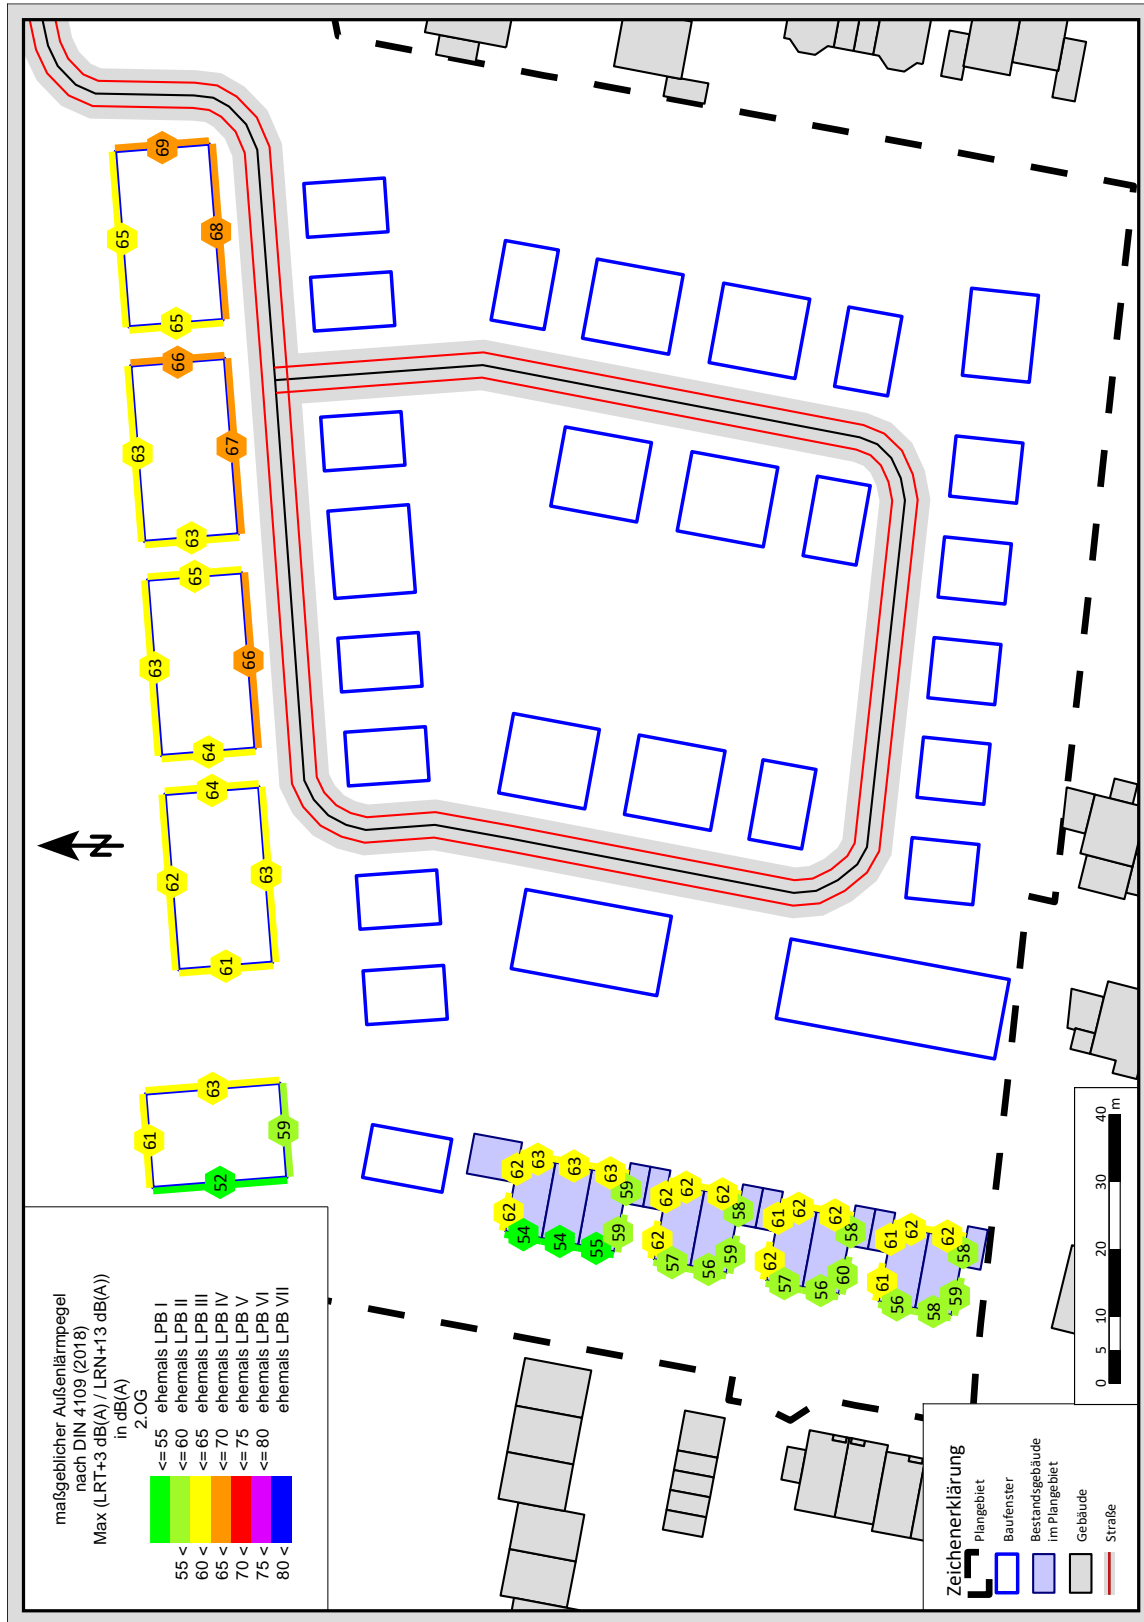 69
65
68
65
66
63
67
63
65
63
66
64
64
62
63
61
63
61
59
52
N
62
63
62
63
54
63
54
59
55
59
62
62
62
62
58
57
59
56
61
62
62
62
58
57
60
56
61
62
62
61
58
56
59
58
maßgeblicher Außenlärmpegel
nach DIN 4109 (2018)
Max (LRT+3 dB(A) / LRN+13 dB(A))
in dB(A)
2.OG
<= 55 ehemals LPB I
55 < <= 60 ehemals LPB II
60 < <= 65 ehemals LPB III
65 < <= 70 ehemals LPB IV
70 < <= 75 ehemals LPB V
75 < <= 80 ehemals LPB VI
80 < ehemals LPB VII
0 5 10 20 30 40
m
Zeichenerklärung
Plangebiet
Baufenster
Bestandsgebäude
im Plangebiet
Gebäude
Straße